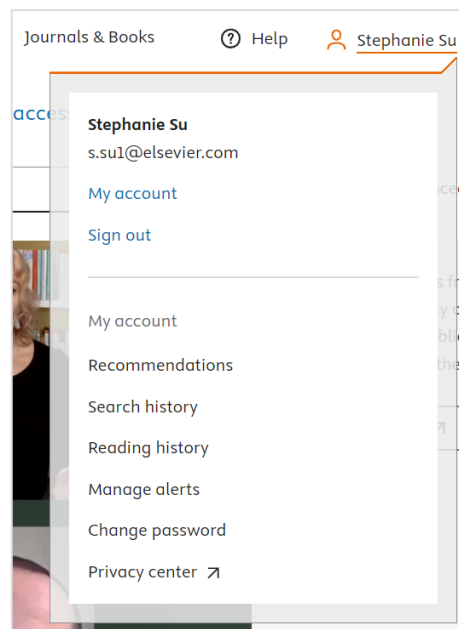 Journals & Books
Help
Stephanie Su
acces
Stephanie Su
s.su1@elsevier.com
My account
Sign out
My account
Recommendations
Search history
Reading history
Manage alerts
Change password
Privacy center